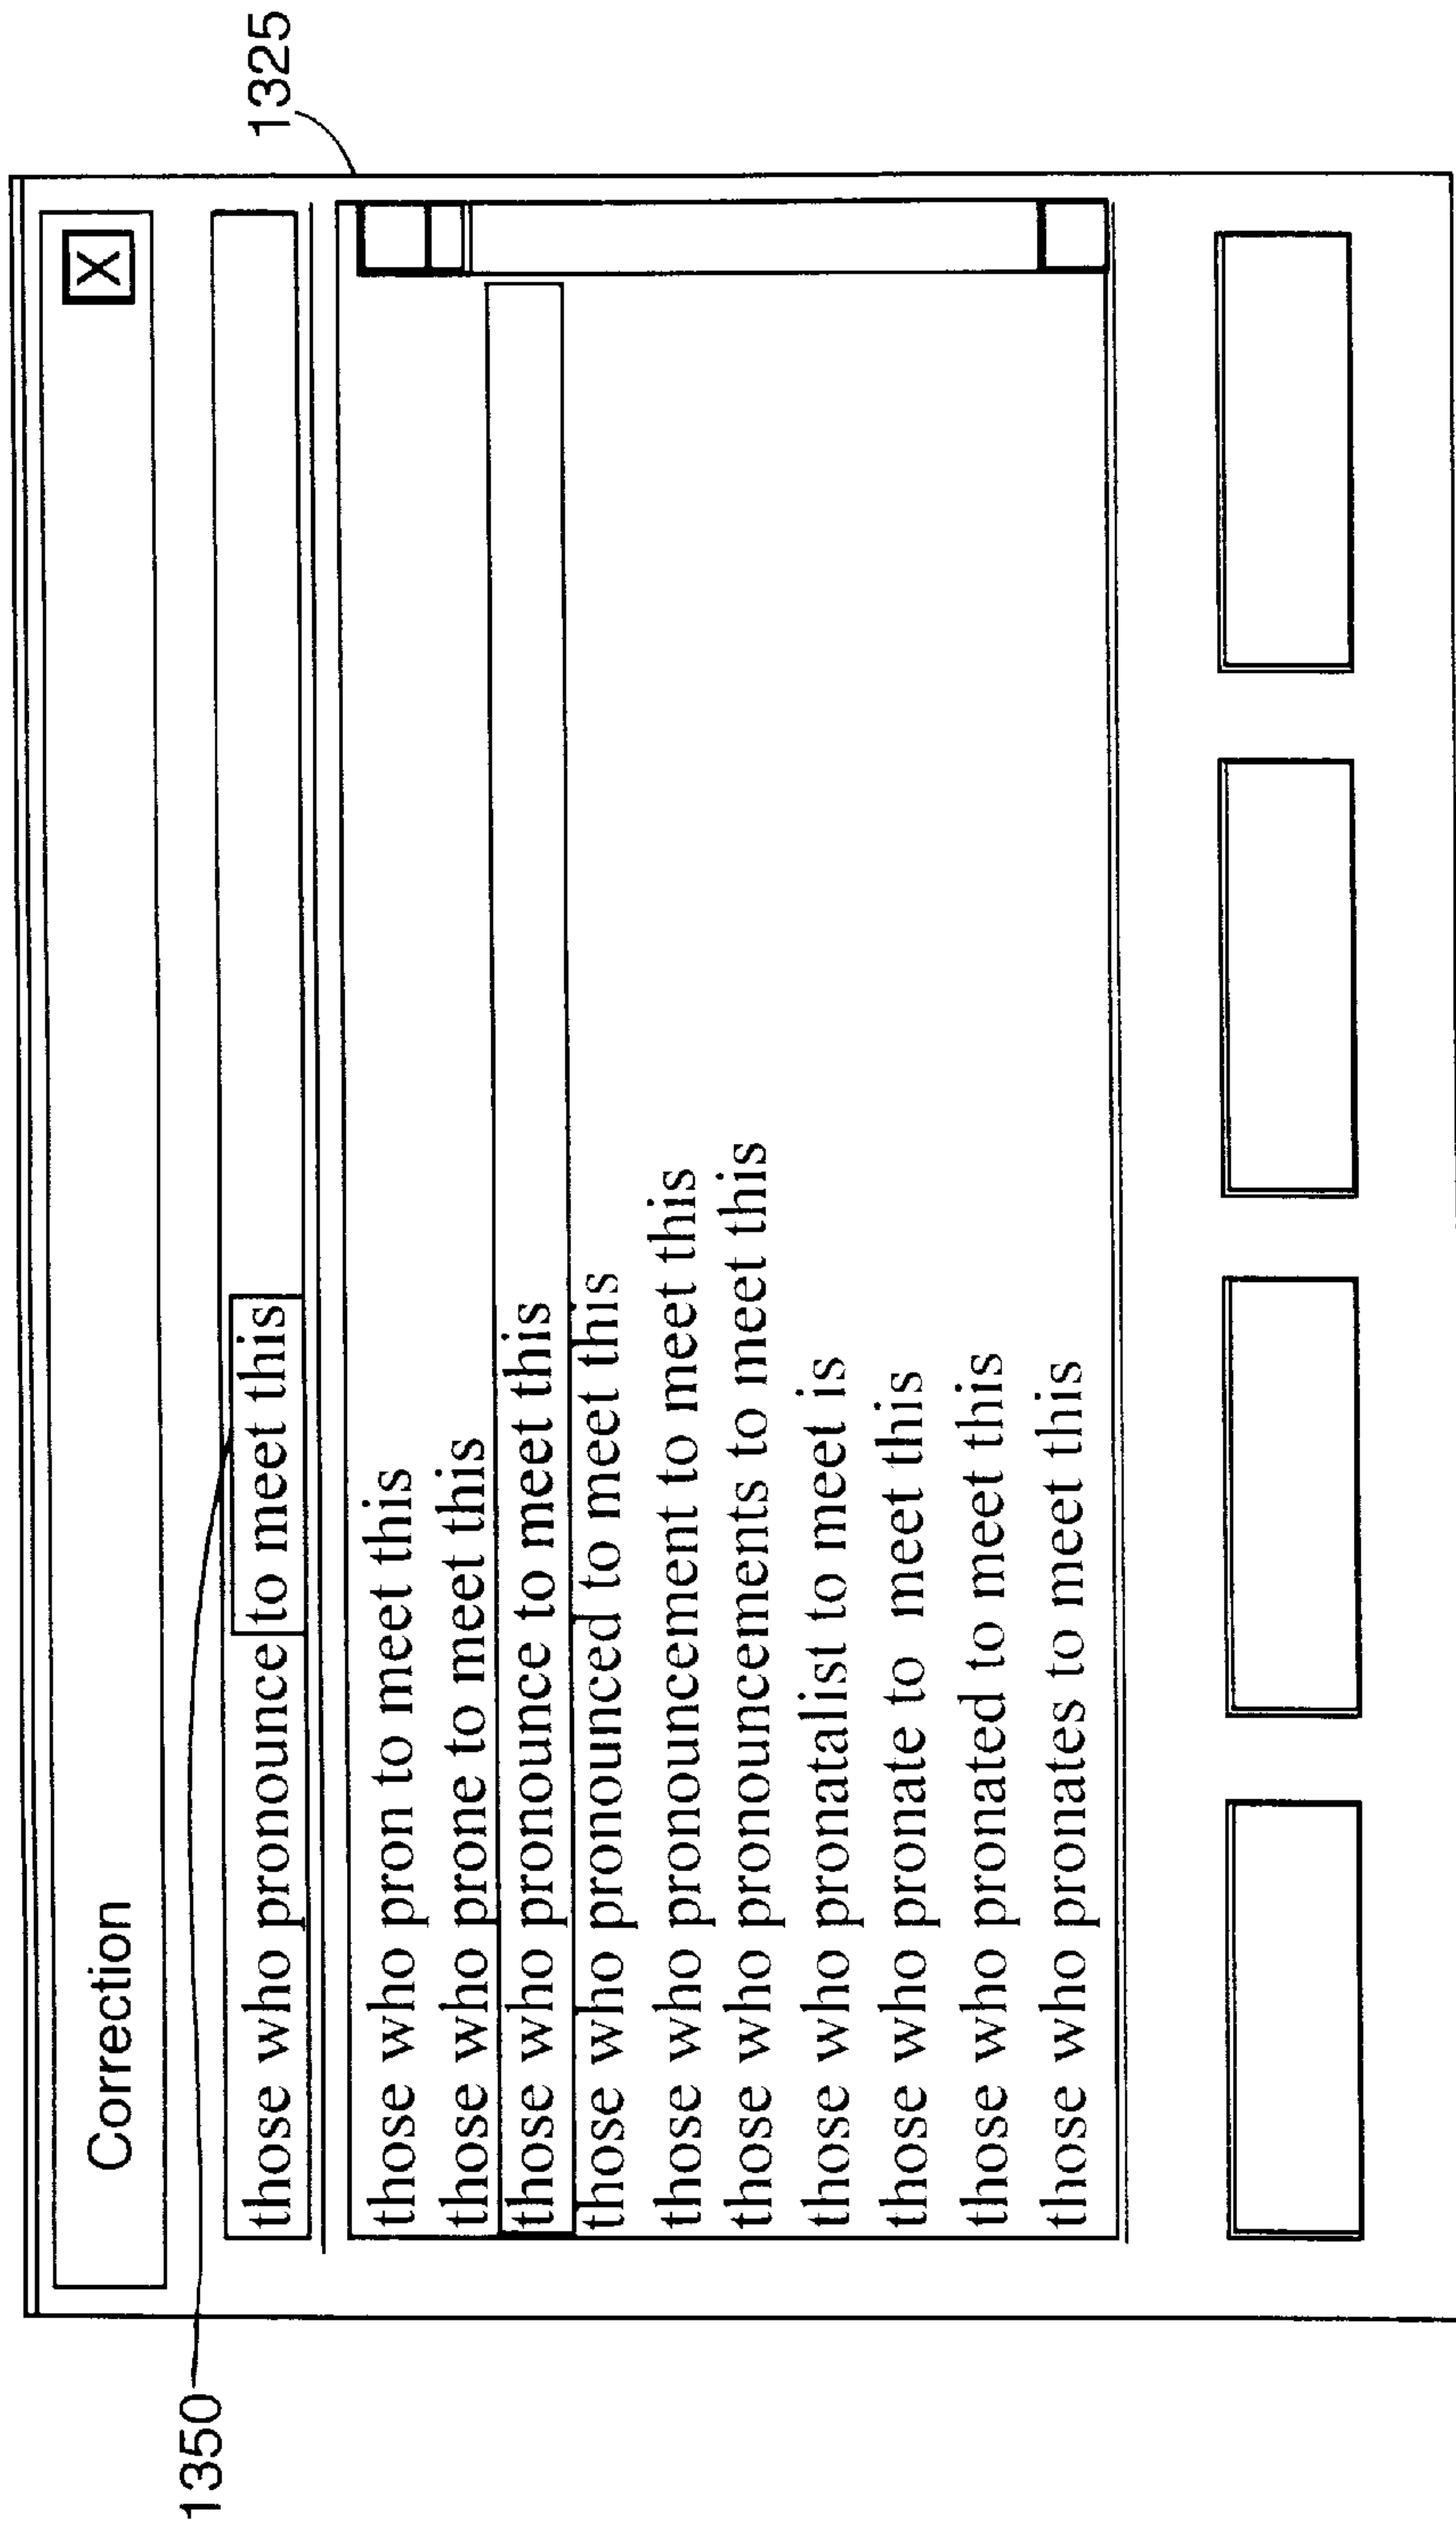 1325
Correction X
1350
those who pronounce to meet this
those who pron to meet this
those who prone to meet this
those who pronounce to meet this
those who pronounced to meet this
those who pronouncement to meet this
those who pronouncements to meet this
those who pronatalist to meet is
those who pronate to meet this
those who pronated to meet this
those who pronates to meet this